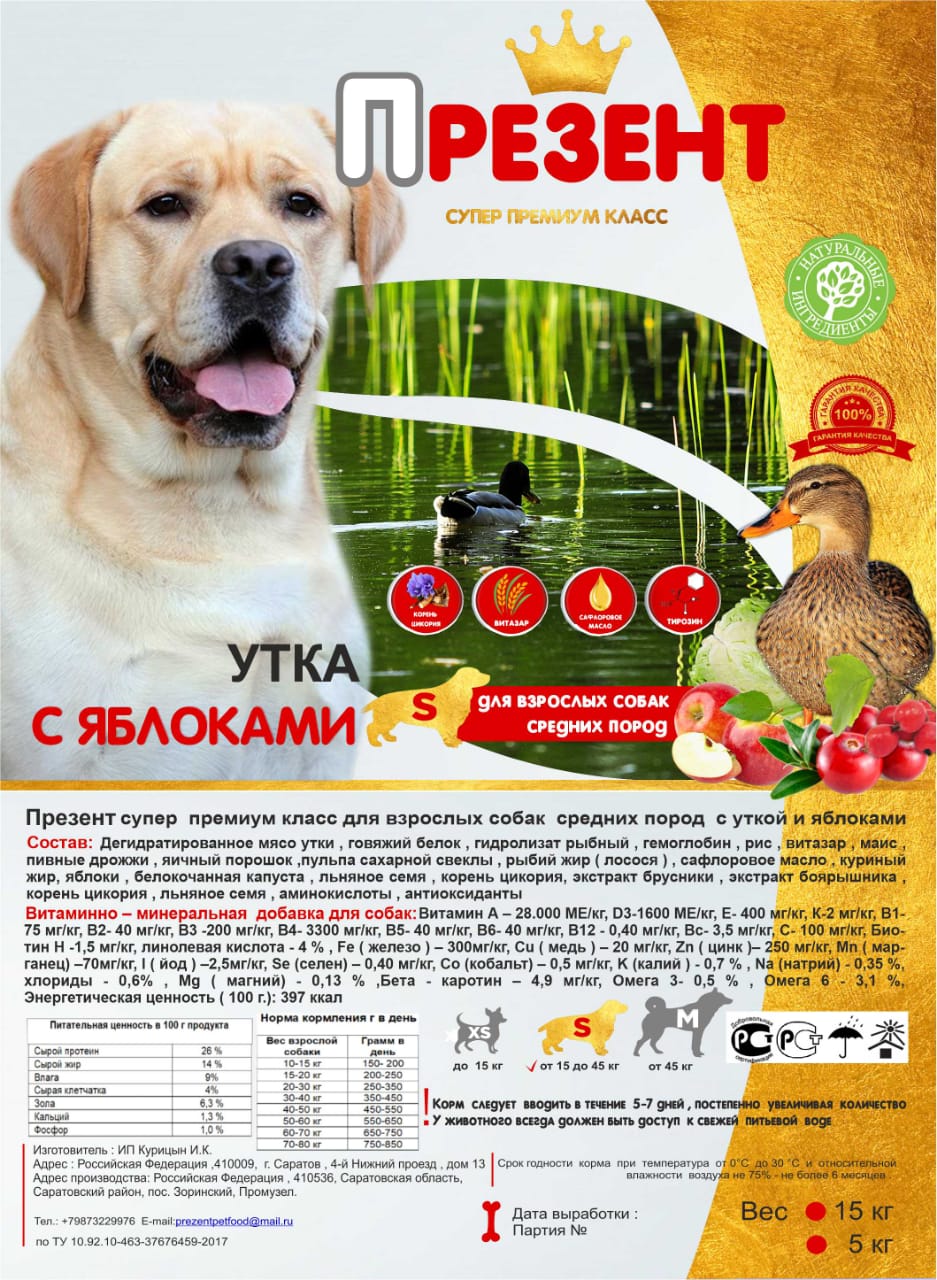 ПРЕЗЕНТ
СУПЕР ПРЕМИУМ КЛАСС
НАТУРАЛЬНЫЕ
ИНГРЕДИЕНТЫ
ГАРАНТИЯ КАЧЕСТВА
100%
ГАРАНТИЯ КАЧЕСТВА
КОРЕНЬ
ЦИКОРИЯ
ВИТАЗАР
САФЛОРОВОЕ
МАСЛО
ТИРОЗИН
УТКА
С ЯБЛОКАМИ
S
ДЛЯ ВЗРОСЛЫХ СОБАК
СРЕДНИХ ПОРОД
Презент супер премиум класс для взрослых собак средних пород с уткой и яблоками
Состав: Дегидратированное мясо утки , говяжий белок , гидролизат рыбный , гемоглобин , рис , витазар , маис ,
пивные дрожжи , яичный порошок ,пульпа сахарной свеклы , рыбий жир ( лосося ) , сафлоровое масло , куриный
жир, яблоки , белокочанная капуста , льняное семя , корень цикория, экстракт брусники , экстракт боярышника ,
корень цикория , льняное семя , аминокислоты , антиоксиданты
Витаминно – минеральная добавка для собак: Витамин А – 28.000 МЕ/кг, D3-1600 МЕ/кг, Е- 400 мг/кг, К-2 мг/кг, В1-
75 мг/кг, В2- 40 мг/кг, В3 -200 мг/кг, В4- 3300 мг/кг, В5- 40 мг/кг, В6- 40 мг/кг, В12 - 0,40 мг/кг, Вс- 3,5 мг/кг, С- 100 мг/кг, Био-
тин Н -1,5 мг/кг, линолевая кислота - 4 % , Fe ( железо ) – 300мг/кг, Cu ( медь ) – 20 мг/кг, Zn ( цинк )– 250 мг/кг, Mn ( мар-
ганец) –70мг/кг, I ( йод ) –2,5мг/кг, Se (селен) – 0,40 мг/кг, Co (кобальт) – 0,5 мг/кг, K (калий ) - 0,7 % , Na (натрий) - 0,35 %,
хлориды - 0,6% , Mg ( магний) - 0,13 % ,Бета - каротин – 4,9 мг/кг, Омега 3- 0,5 % , Омега 6 - 3,1 %,
Энергетическая ценность ( 100 г.): 397 ккал
Питательная ценность в 100 г продукта
Сырой протеин 26 %
Сырой жир 14 %
Влага 9%
Сырая клетчатка 4%
Зола 6,3 %
Кальций 1,3 %
Фосфор 1,0 %
Норма кормления г в день
Вес взрослой собаки Грамм в день
10-15 кг 150- 200
15-20 кг 200-250
20-30 кг 250-350
30-40 кг 350-450
40-50 кг 450-550
50-60 кг 550-650
60-70 кг 650-750
70-80 кг 750-850
XS
до 15 кг
S
от 15 до 45 кг
M
от 45 кг
Добровольная
сертификация
! Корм следует вводить в течение 5-7 дней , постепенно увеличивая количество
У животного всегда должен быть доступ к свежей питьевой воде
Изготовитель : ИП Курицын И.К.
Адрес : Российская Федерация ,410009, г. Саратов , 4-й Нижний проезд , дом 13
Адрес производства: Российская Федерация , 410536, Саратовская область,
Саратовский район, пос. Зоринский, Промузел.
Срок годности корма при температура от 0°С до 30 °С и относительной
влажности воздуха не 75% - не более 6 месяцев .
Тел.: +79873229976 E-mail:prezentpetfood@mail.ru
по ТУ 10.92.10-463-37676459-2017
Дата выработки :
Партия №
Вес 15 кг
5 кг